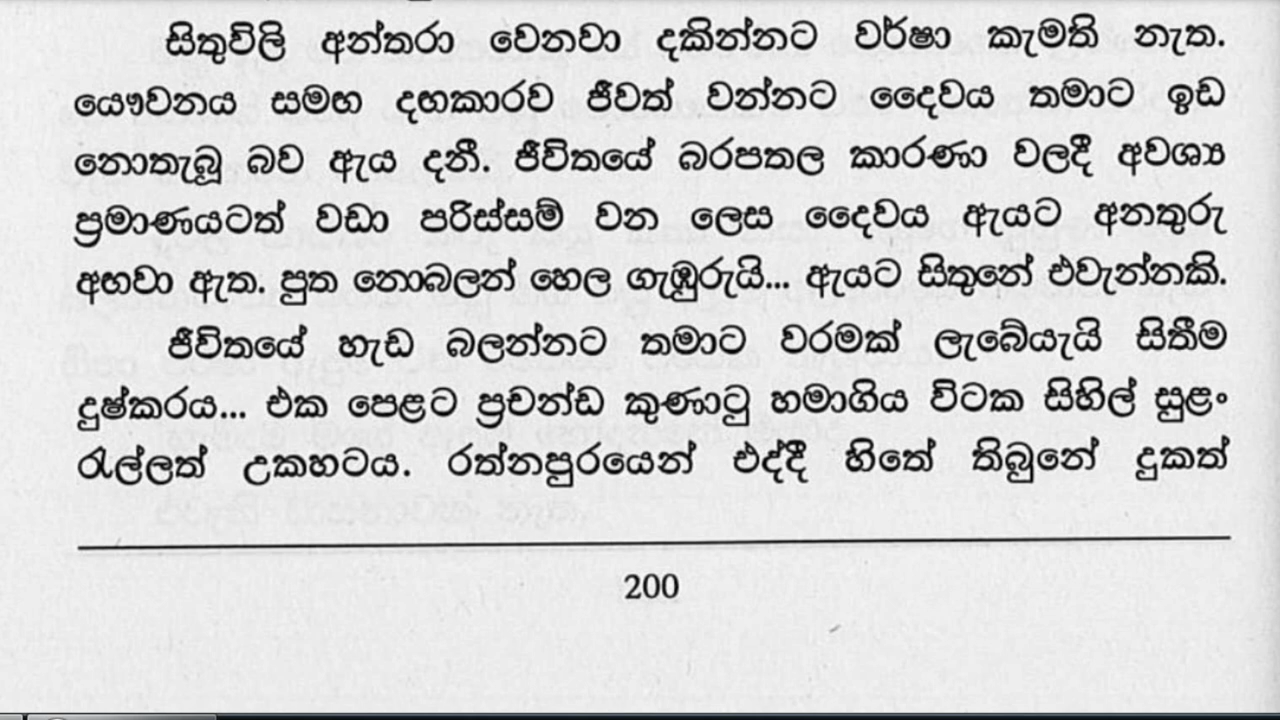 සිතුවිලි අන්තරා වෙනවා දකින්නට වර්ෂා කැමති නැත.
යෞවනය සමඟ දඟකාරව ජීවත් වන්නට දෛවය තමාට ඉඩ
නොතැබූ බව ඇය දනී. ජීවිතයේ බරපතල කාරණා වලදී අවශ්‍ය
ප්‍රමාණයටත් වඩා පරිස්සම් වන ලෙස දෛවය ඇයට අනතුරු
අඟවා ඇත. පුත නොබලන් හෙල ගැඹුරුයි... ඇයට සිතුනේ එවැන්නකි.
ජීවිතයේ හැඩ බලන්නට තමාට වරමක් ලැබේයැයි සිතීම
දුෂ්කරය... එක පෙළට ප්‍රචන්ඩ කුණාටු හමාගිය විටක සිහිල් සුළං
රැල්ලත් උකහටය. රත්නපුරයෙන් එද්දී හිතේ තිබුනේ දුකත්
200